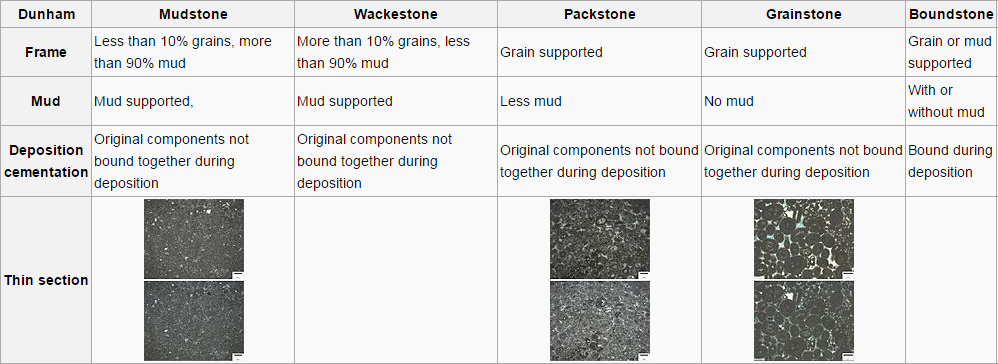 Dunham Mudstone Wackestone Packstone Grainstone Boundstone
Frame
Less than 10% grains, more
than 90% mud
More than 10% grains, less
than 90% mud
Grain supported
Grain supported
Grain or mud
supported
Mud
Mud supported,
Mud supported
Less mud
No mud
With or
without mud
Deposition
cementation
Original components not
bound together during
deposition
Original components not
bound together during
deposition
Original components not bound
together during deposition
Original components not bound
together during deposition
Bound during
deposition
Thin section